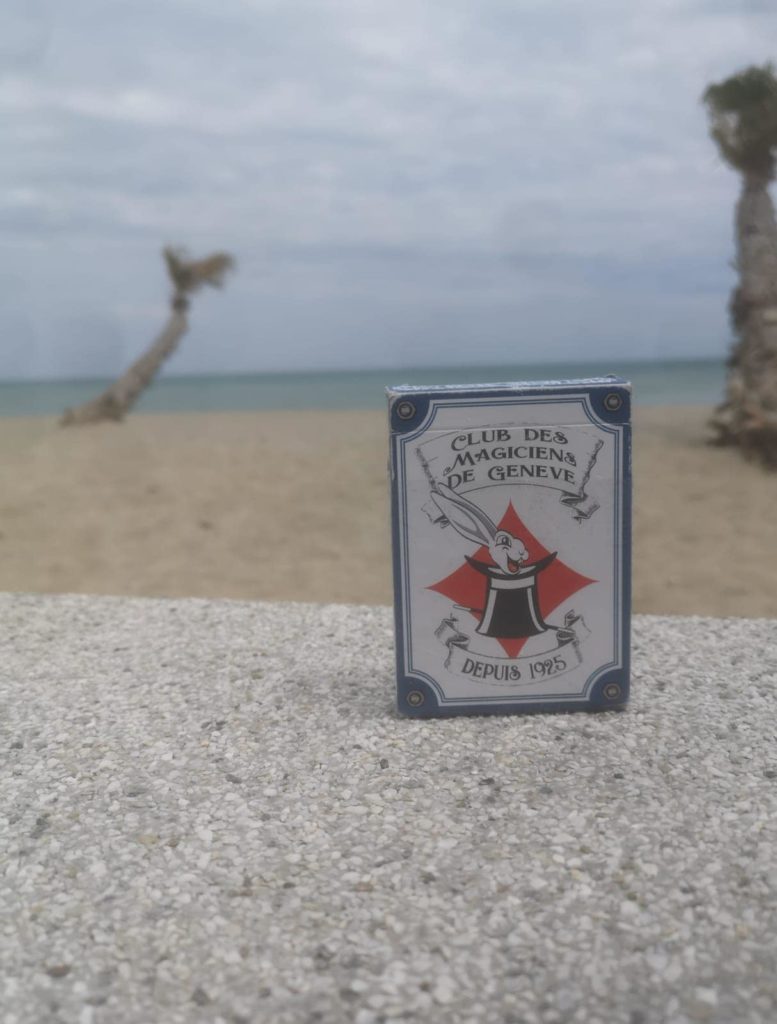 CLUB DES
MAGICIENS
DE GENEVE
DEPUIS 1925